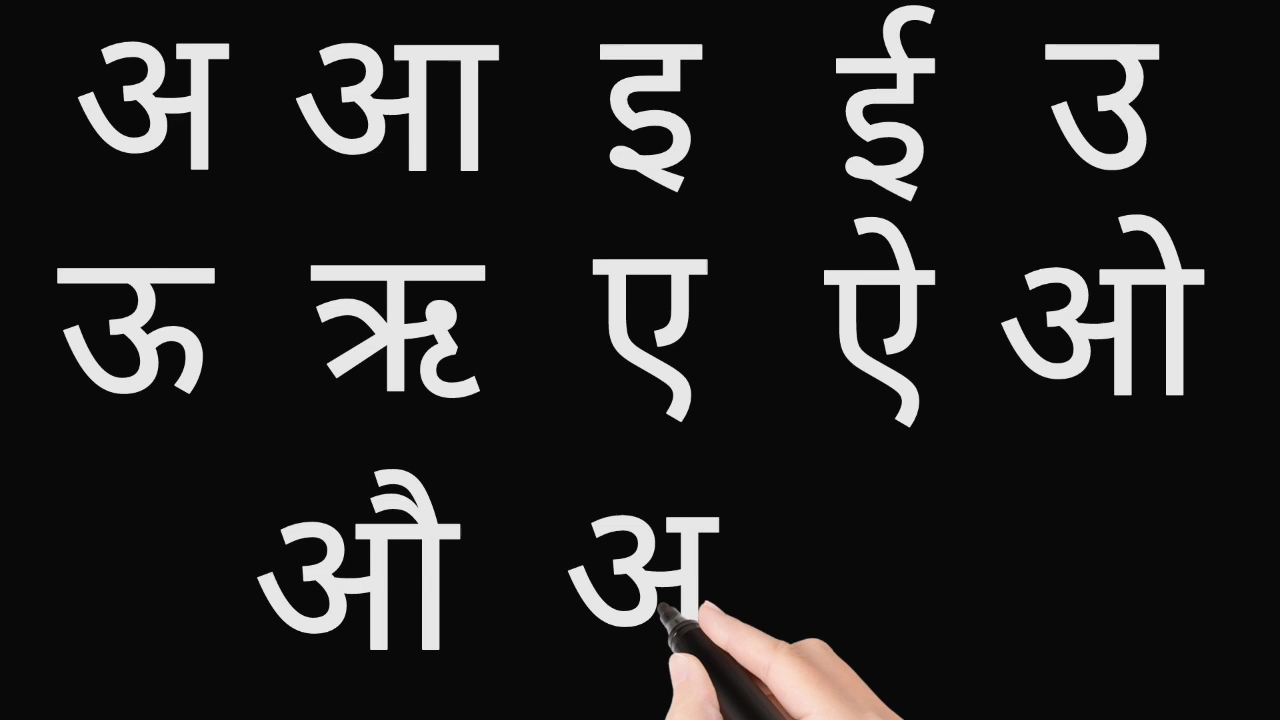 अ आ इ ई उ
ऊ ऋ ए ऐ ओ
औ अ